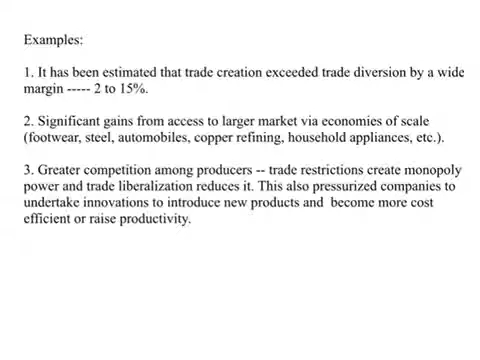 Examples:
1. It has been estimated that trade creation exceeded trade diversion by a wide
margin ----- 2 to 15%.
2. Significant gains from access to larger market via economies of scale
(footwear, steel, automobiles, copper refining, household appliances, etc.).
3. Greater competition among producers -- trade restrictions create monopoly
power and trade liberalization reduces it. This also pressurized companies to
undertake innovations to introduce new products and  become more cost
efficient or raise productivity.